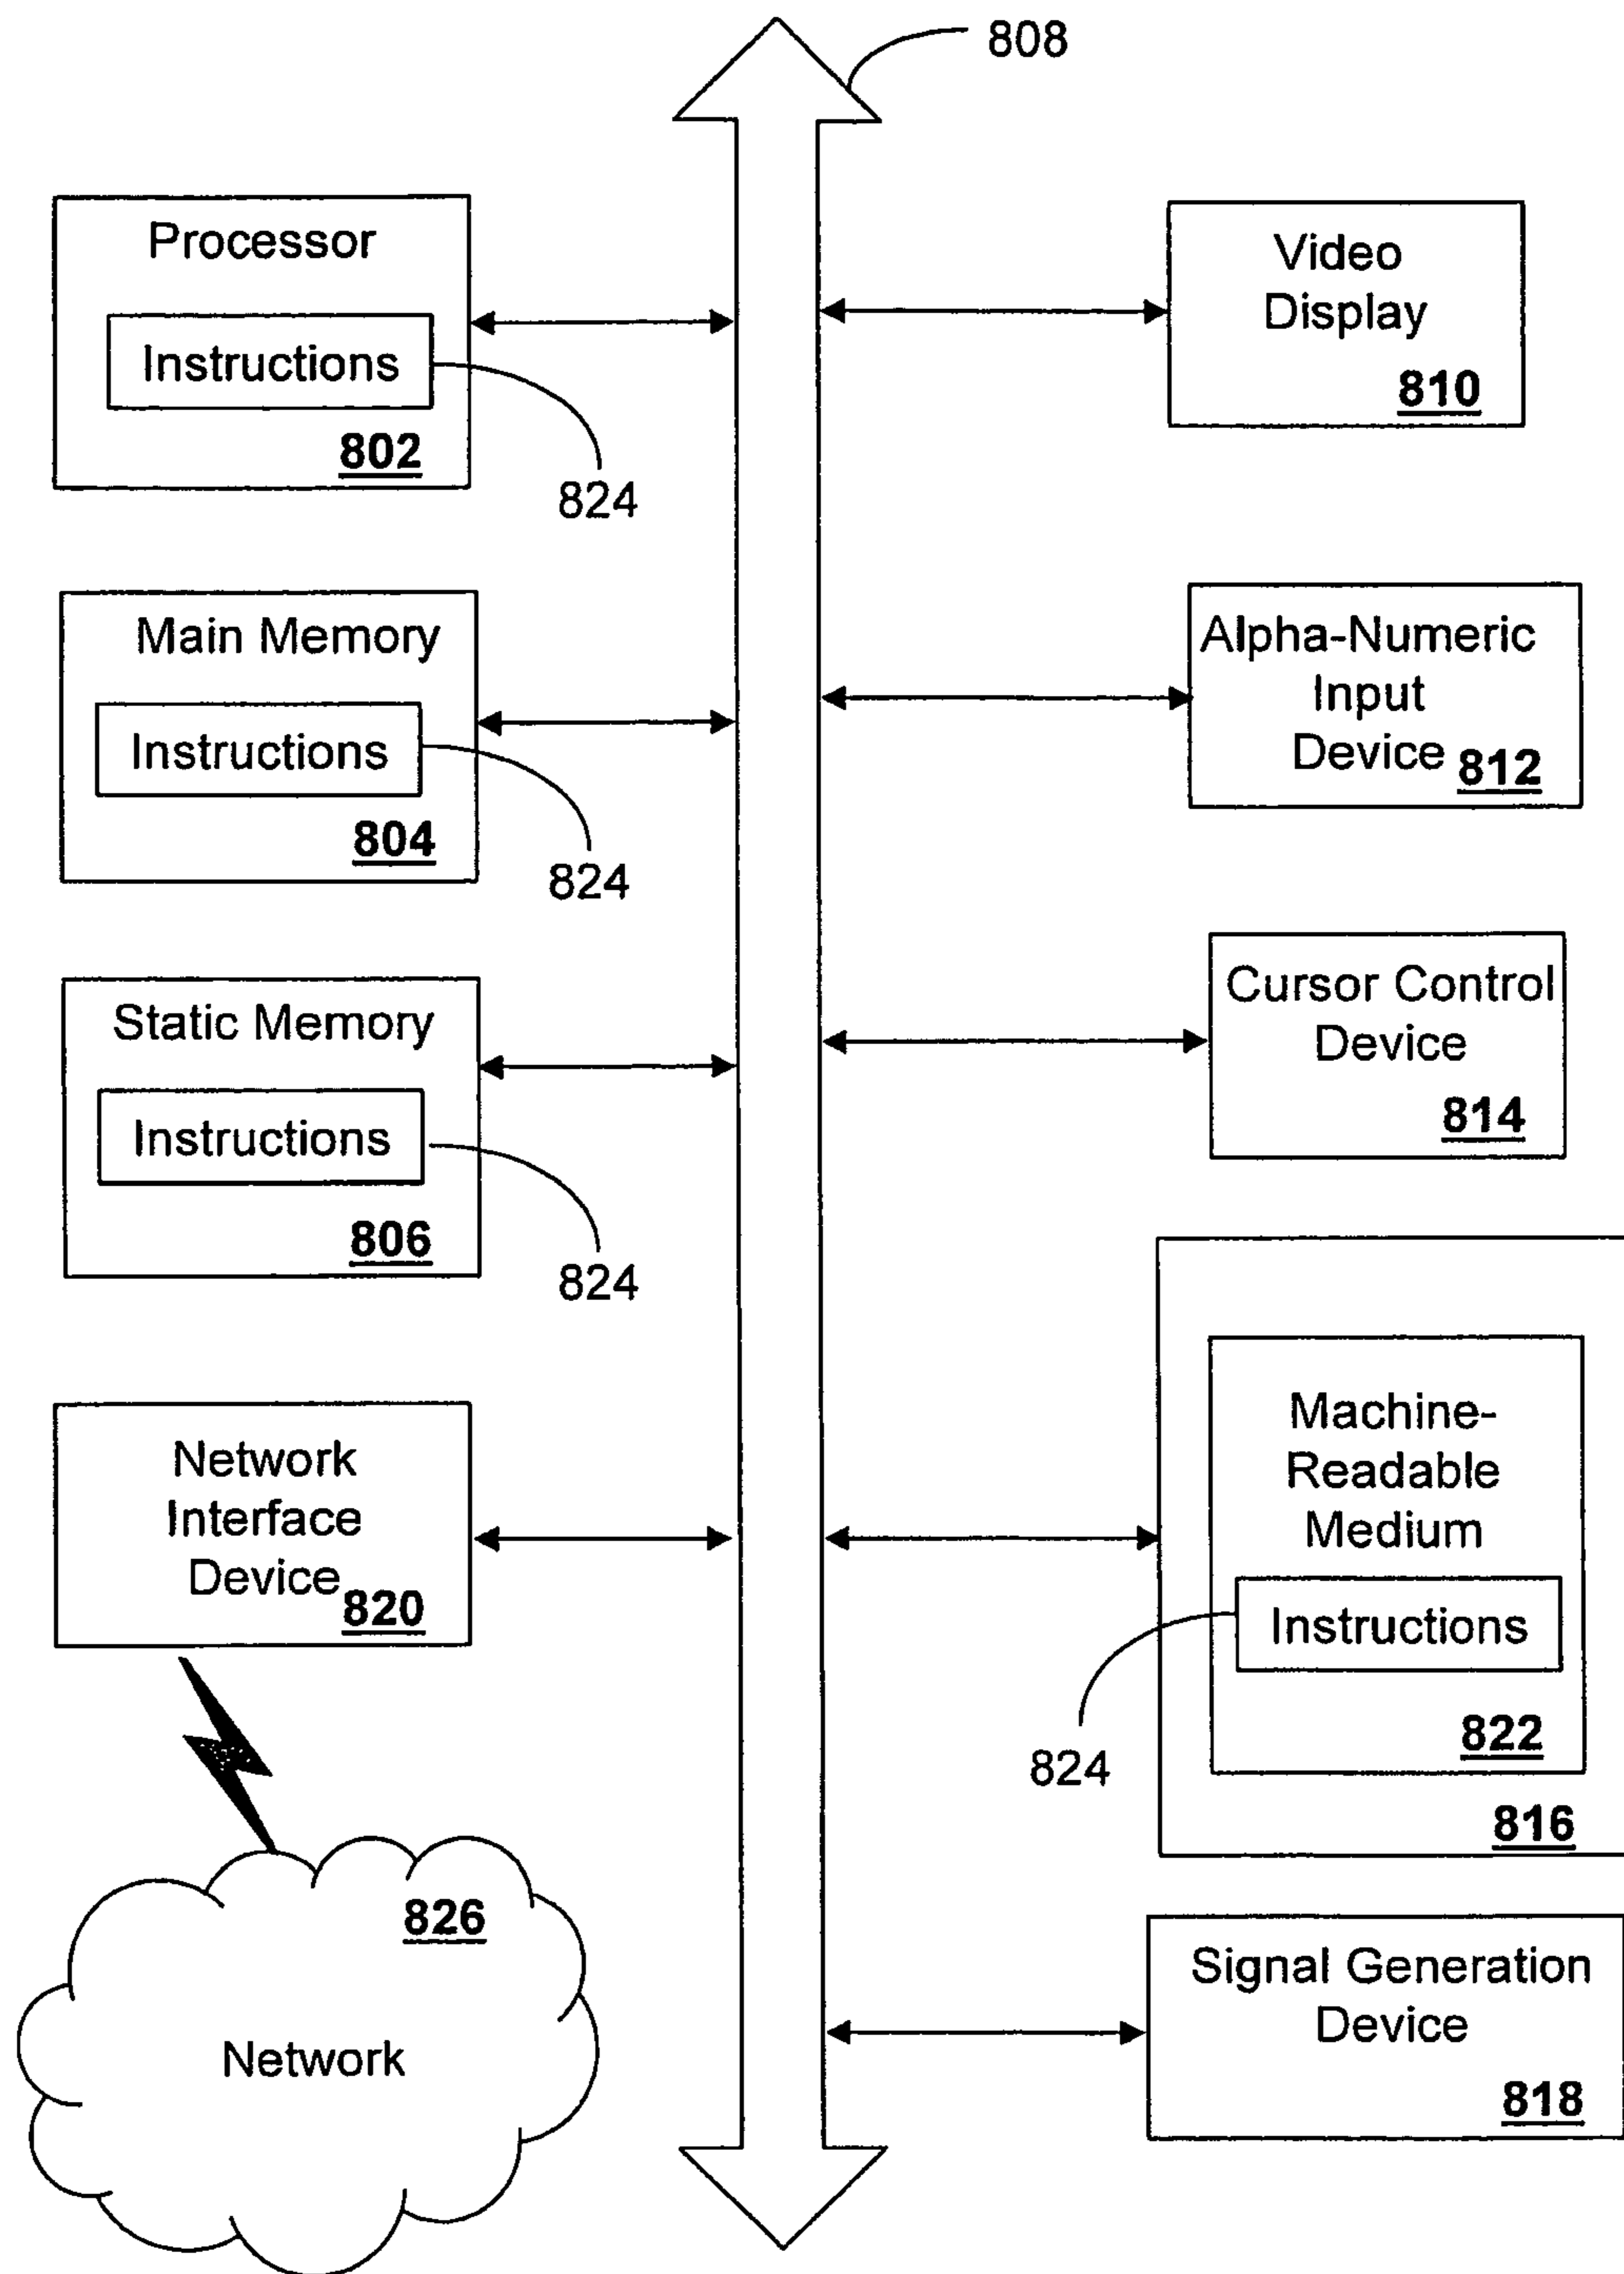 808
Processor
Instructions
802
824
Main Memory
Instructions
804
824
Static Memory
Instructions
806
824
Network
Interface
Device
820
826
Network
Video
Display
810
Alpha-Numeric
Input
Device
812
Cursor Control
Device
814
Machine-
Readable
Medium
Instructions
824
822
816
Signal Generation
Device
818